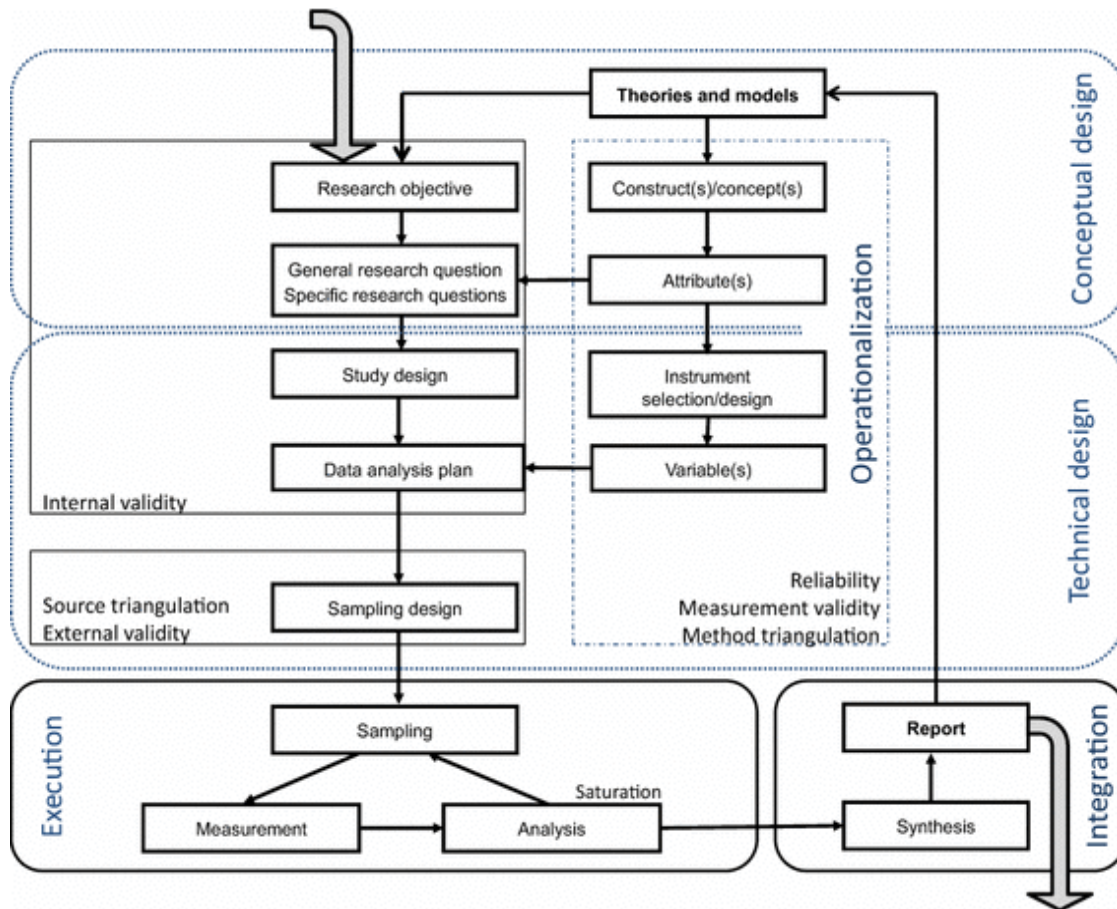 Theories and models
Conceptual design
Research objective
Construct(s)/concept(s)
General research question
Specific research questions
Attribute(s)
Operationalization
Study design
Instrument
selection/design
Technical design
Data analysis plan
Variable(s)
Internal validity
Source triangulation
External validity
Sampling design
Reliability
Measurement validity
Method triangulation
Execution
Sampling
Saturation
Measurement
Analysis
Report
Synthesis
Integration